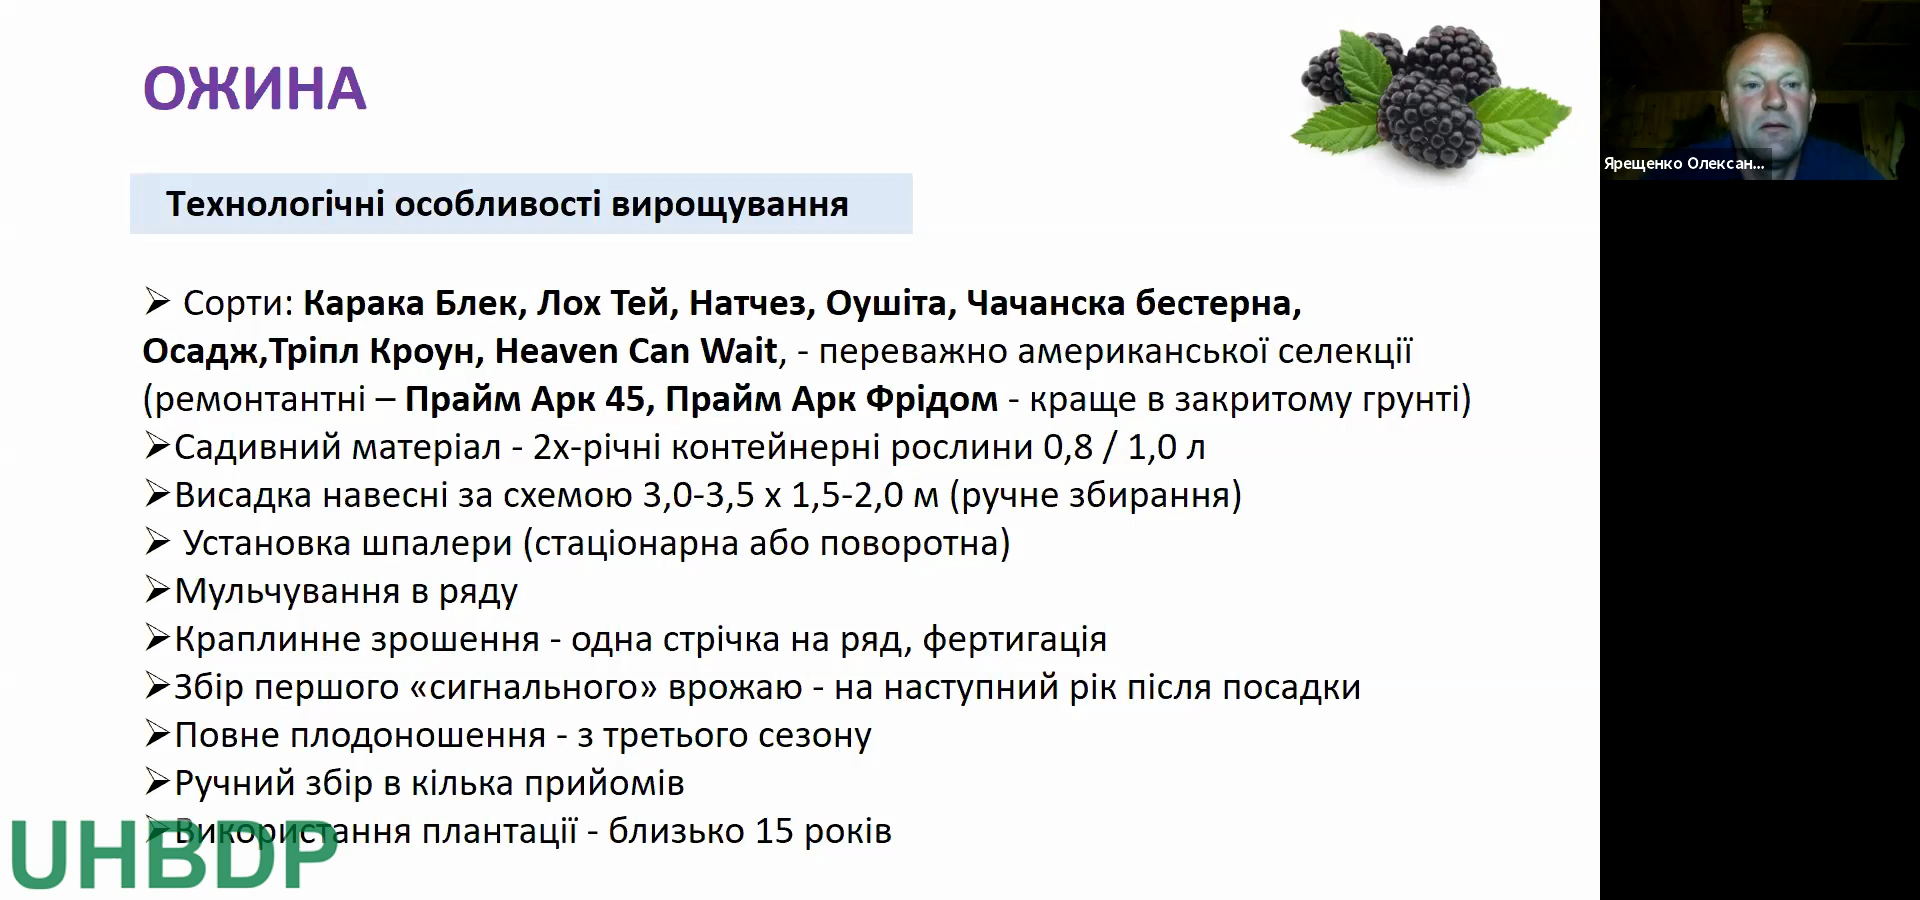 ОЖИНА
Технологічні особливості вирощування
➢ Сорти: Карака Блек, Лох Тей, Натчез, Оушіта, Чачанска бестерна,
Осадж,Тріпл Кроун, Heaven Can Wait, - переважно американської селекції
(ремонтантні – Прайм Арк 45, Прайм Арк Фрідом - краще в закритому грунті)
➢Садивний матеріал - 2х-річні контейнерні рослини 0,8 / 1,0 л
➢Висадка навесні за схемою 3,0-3,5 х 1,5-2,0 м (ручне збирання)
➢ Установка шпалери (стаціонарна або поворотна)
➢Мульчування в ряду
➢Краплинне зрошення - одна стрічка на ряд, фертигація
➢Збір першого «сигнального» врожаю - на наступний рік після посадки
➢Повне плодоношення - з третього сезону
➢Ручний збір в кілька прийомів
➢Використання плантації - близько 15 років
UHBDP
Ярещенко Олексан...